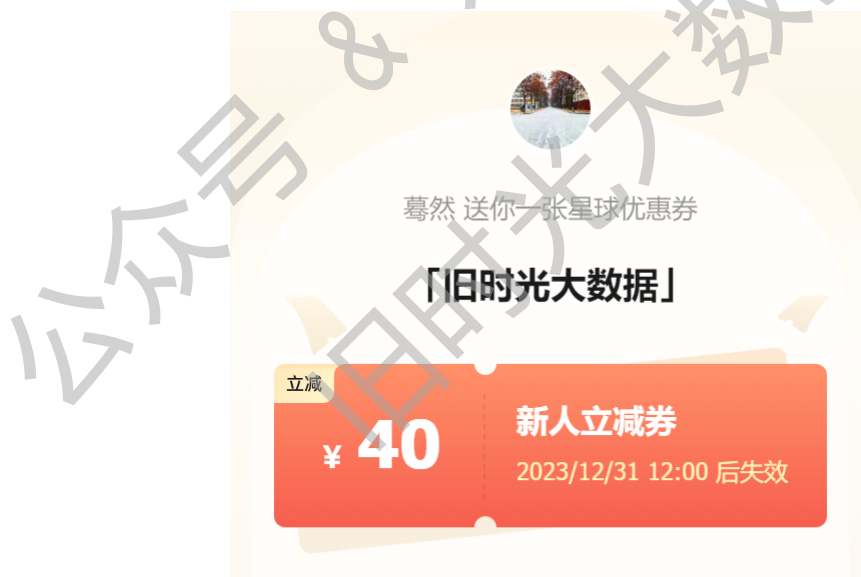 蓦然 送你一张星球优惠券
「旧时光大数据」
立减
¥ 40
新人立减券
2023/12/31 12:00 后失效
公众号 & 旧时光大数